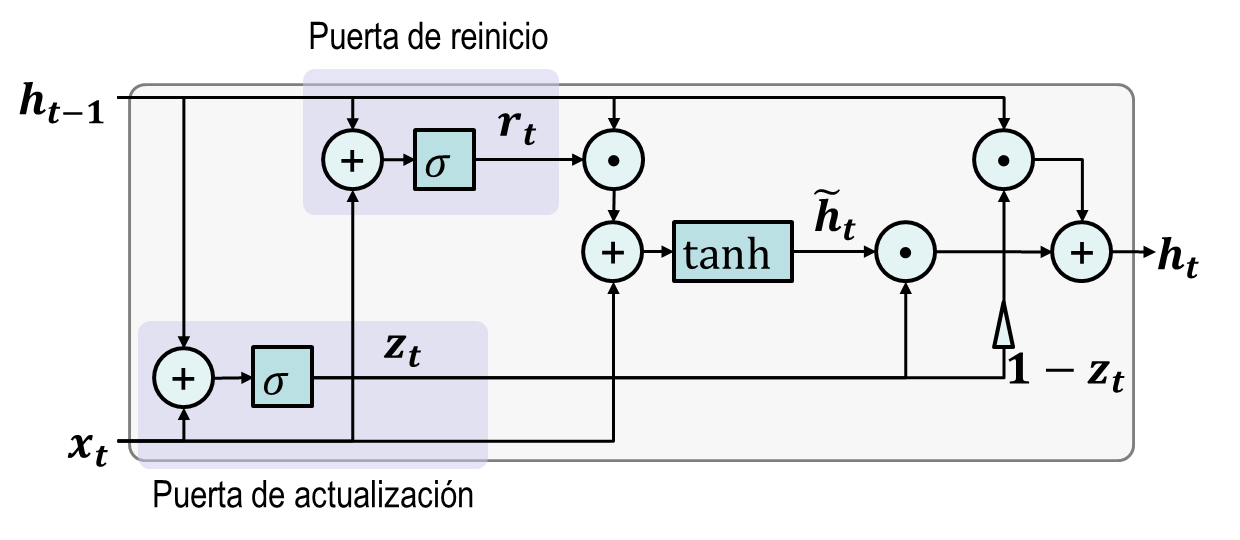 Puerta de reinicio
h_{t-1}
r_t
+
σ
·
·
h̃_t
+
tanh
·
+
h_t
z_t
+
σ
1 − z_t
x_t
Puerta de actualización